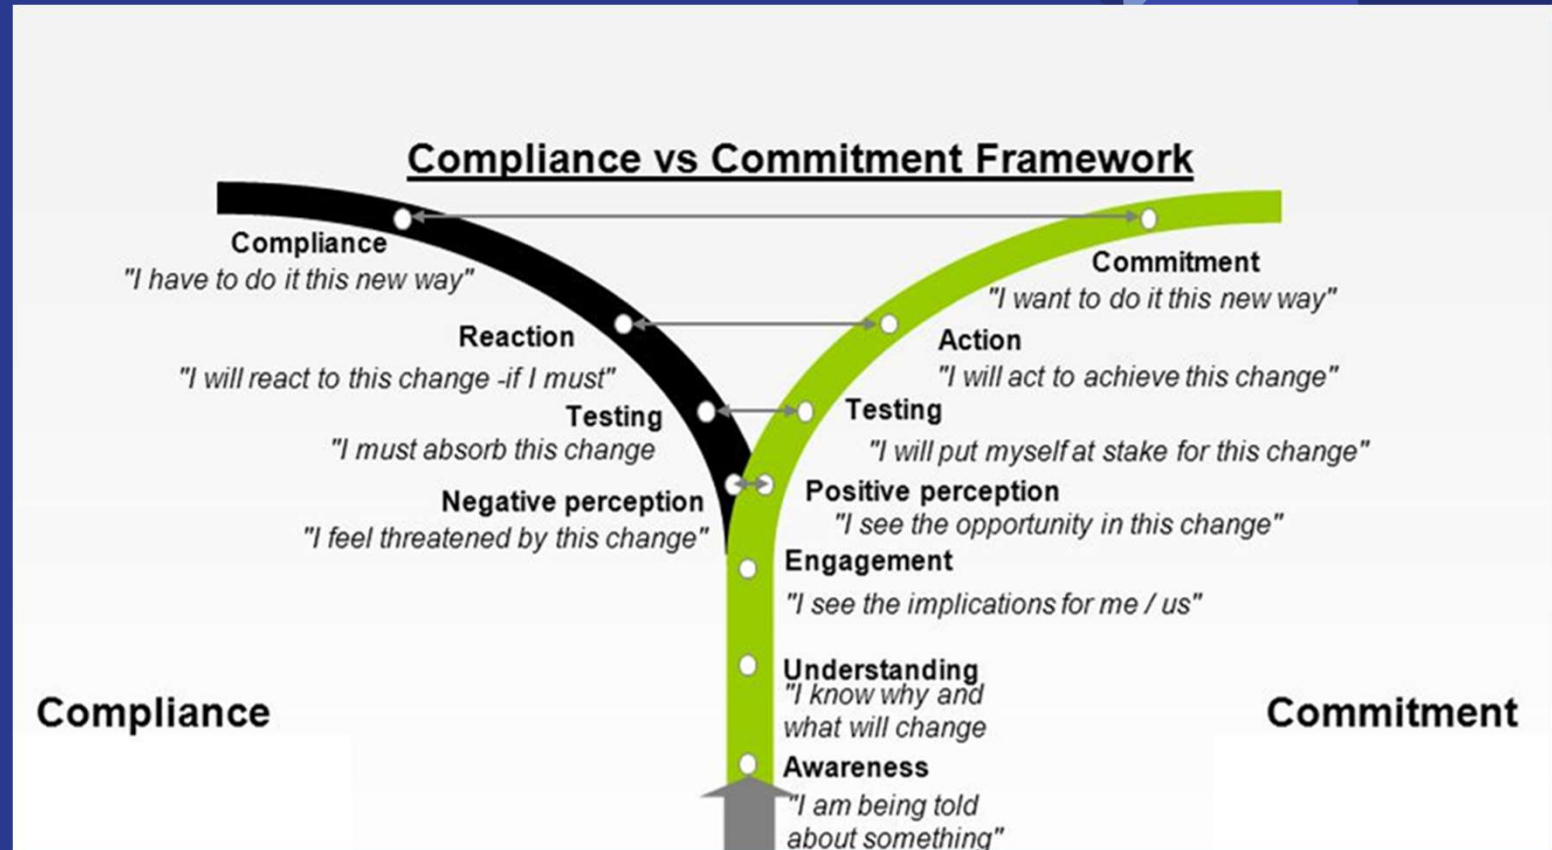 Compliance vs Commitment Framework
Compliance
"I have to do it this new way"
Commitment
"I want to do it this new way"
Reaction
"I will react to this change -if I must"
Action
"I will act to achieve this change"
Testing
"I must absorb this change
Testing
"I will put myself at stake for this change"
Negative perception
"I feel threatened by this change"
Positive perception
"I see the opportunity in this change"
Engagement
"I see the implications for me / us"
Understanding
"I know why and
what will change
Compliance
Commitment
Awareness
"I am being told
about something"